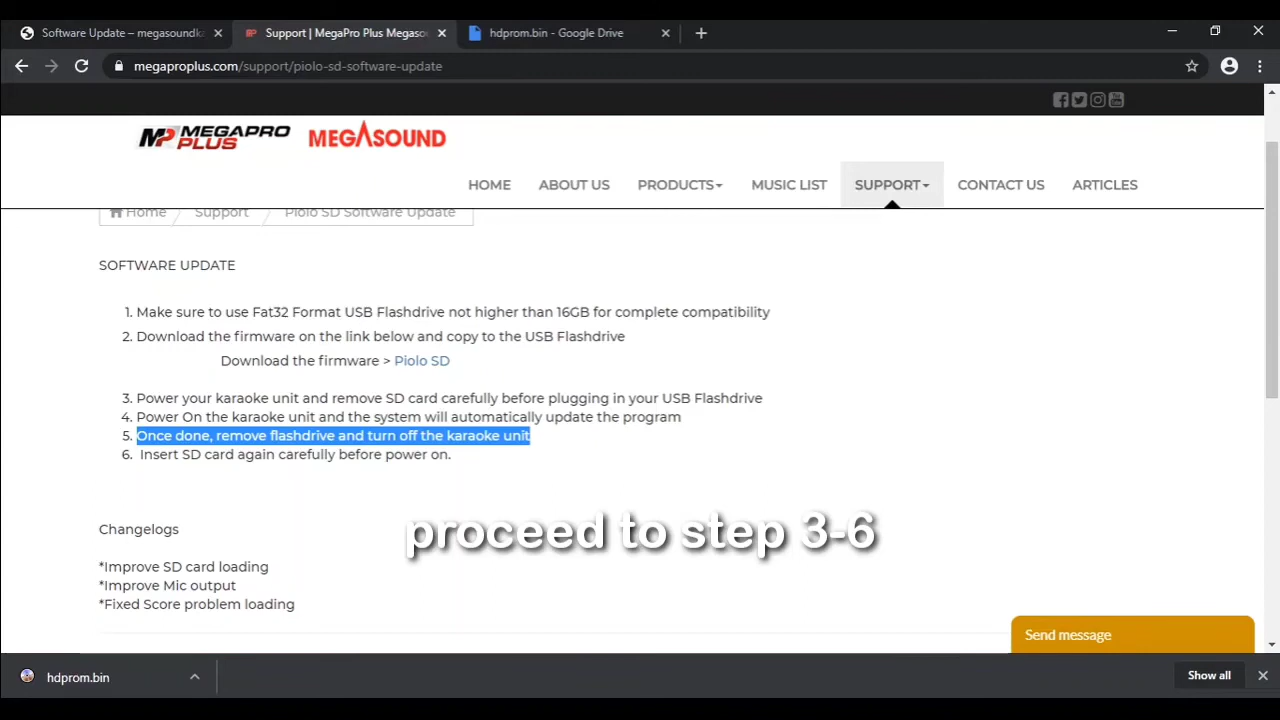 Software Update – megasoundka
Support | MegaPro Plus Megasou
hdprom.bin - Google Drive
megaproplus.com/support/piolo-sd-software-update
MP MEGAPRO PLUS MEGASOUND
HOME ABOUT US PRODUCTS MUSIC LIST SUPPORT CONTACT US ARTICLES
Home Support Piolo SD Software Update
SOFTWARE UPDATE
1. Make sure to use Fat32 Format USB Flashdrive not higher than 16GB for complete compatibility
2. Download the firmware on the link below and copy to the USB Flashdrive
Download the firmware > Piolo SD
3. Power your karaoke unit and remove SD card carefully before plugging in your USB Flashdrive
4. Power On the karaoke unit and the system will automatically update the program
5. Once done, remove flashdrive and turn off the karaoke unit
6. Insert SD card again carefully before power on.
proceed to step 3-6
Changelogs
*Improve SD card loading
*Improve Mic output
*Fixed Score problem loading
Send message
hdprom.bin
Show all